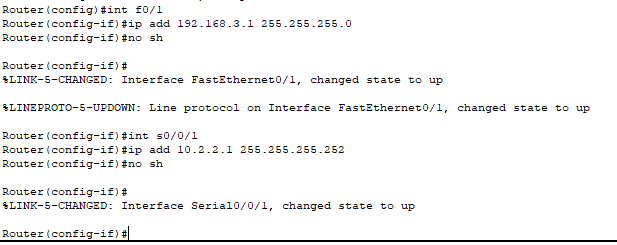 Router(config)#int f0/1
Router(config-if)#ip add 192.168.3.1 255.255.255.0
Router(config-if)#no sh
Router(config-if)#
%LINK-5-CHANGED: Interface FastEthernet0/1, changed state to up
%LINEPROTO-5-UPDOWN: Line protocol on Interface FastEthernet0/1, changed state to up
Router(config-if)#int s0/0/1
Router(config-if)#ip add 10.2.2.1 255.255.255.252
Router(config-if)#no sh
Router(config-if)#
%LINK-5-CHANGED: Interface Serial0/0/1, changed state to up
Router(config-if)#